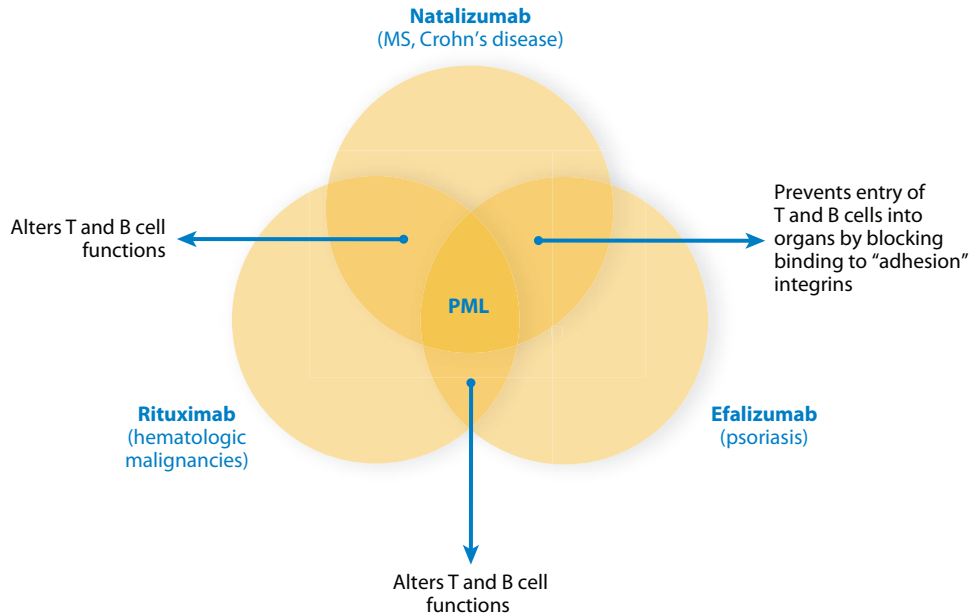 Natalizumab
(MS, Crohn’s disease)
Alters T and B cell
functions
Prevents entry of
T and B cells into
organs by blocking
binding to “adhesion”
integrins
PML
Rituximab
(hematologic
malignancies)
Efalizumab
(psoriasis)
Alters T and B cell
functions